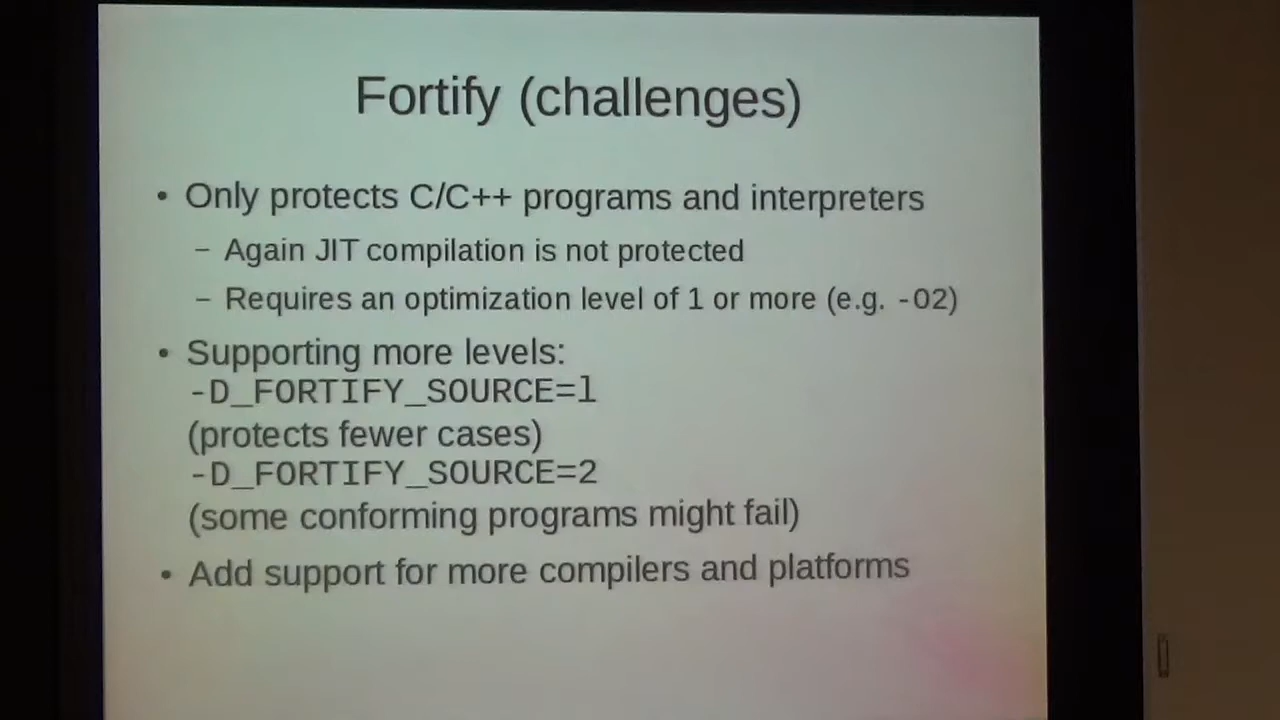 Fortify (challenges)
• Only protects C/C++ programs and interpreters
– Again JIT compilation is not protected
– Requires an optimization level of 1 or more (e.g. -O2)
• Supporting more levels:
-D_FORTIFY_SOURCE=1
(protects fewer cases)
-D_FORTIFY_SOURCE=2
(some conforming programs might fail)
• Add support for more compilers and platforms